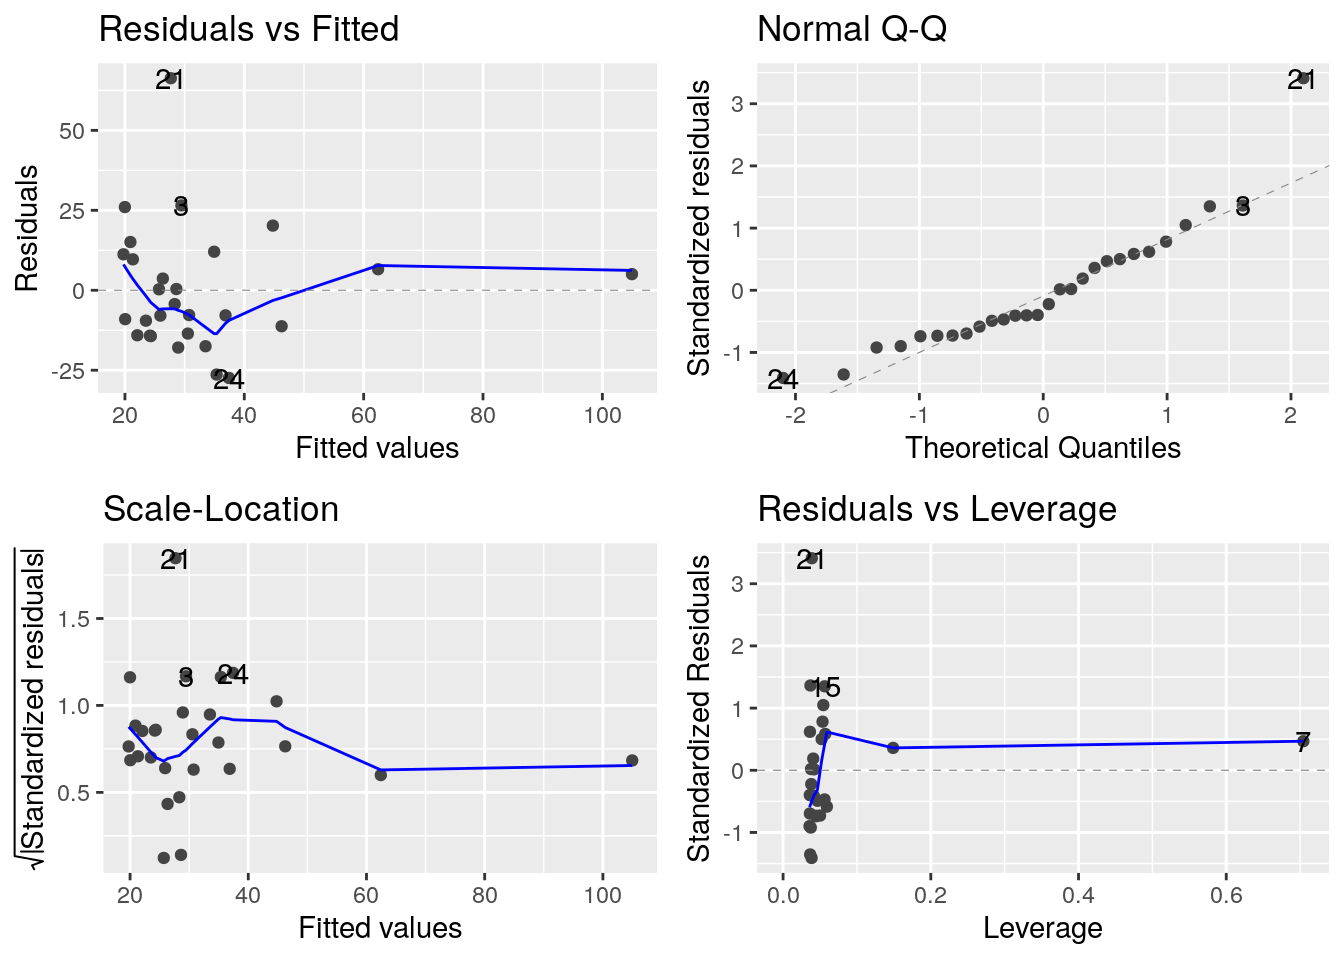 Residuals vs Fitted
Residuals
50
25
0
-25
21
3
24
20 40 60 80 100
Fitted values
Normal Q-Q
Standardized residuals
3
2
1
0
-1
21
3
24
-2 -1 0 1 2
Theoretical Quantiles
Scale-Location
√|Standardized residuals|
1.5
1.0
0.5
21
3
24
20 40 60 80 100
Fitted values
Residuals vs Leverage
Standardized Residuals
3
2
1
0
-1
21
15
7
0.0 0.2 0.4 0.6
Leverage